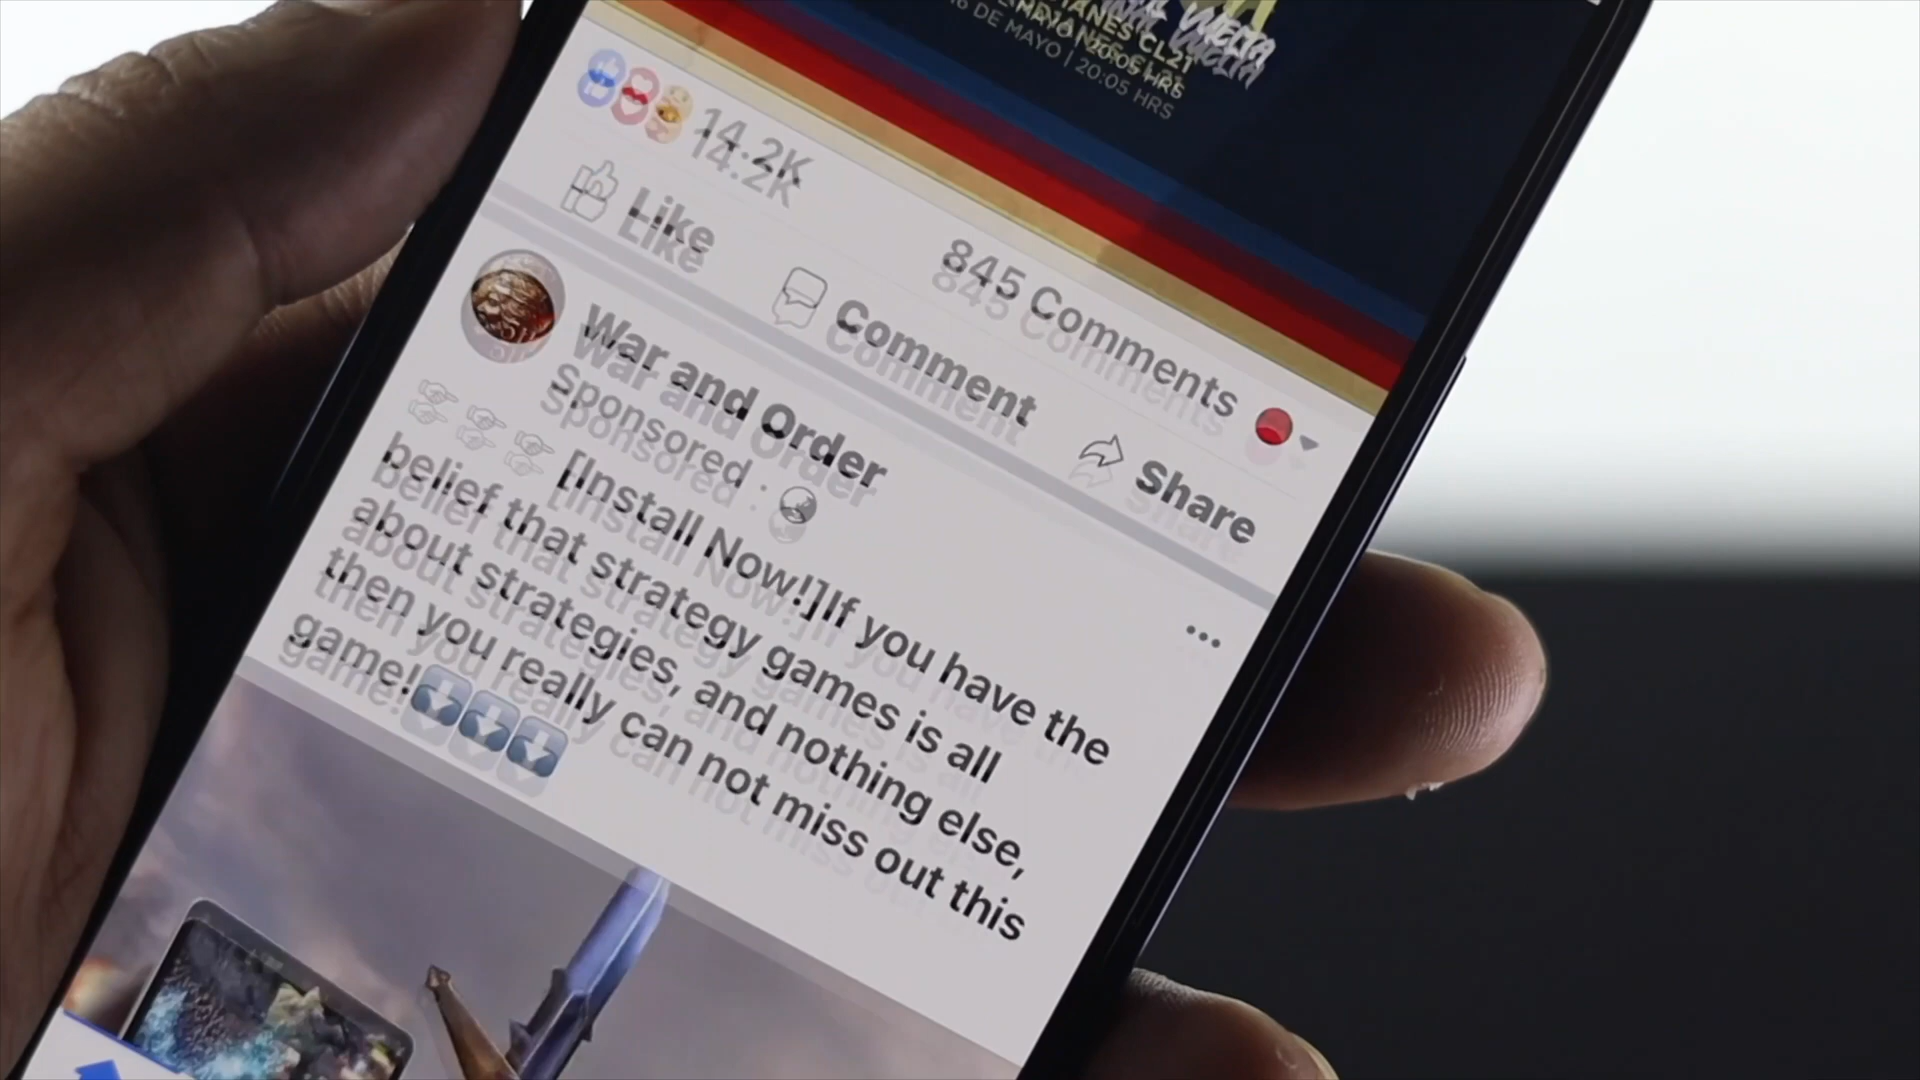 16 DE MAYO | 20:05 HRS
14.2K
845 Comments
Like
Comment
Share
War and Order
Sponsored ·
[Install Now!]If you have the
belief that strategy games is all
about strategies, and nothing else,
then you really can not miss out this
game!